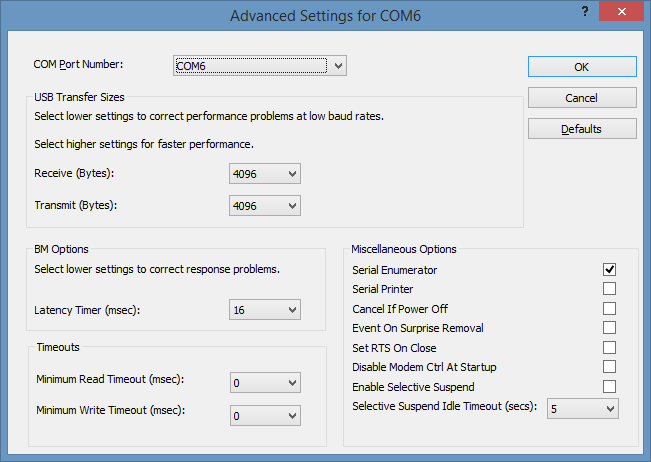 Advanced Settings for COM6
?
COM Port Number:
COM6
OK
Cancel
Defaults
USB Transfer Sizes
Select lower settings to correct performance problems at low baud rates.
Select higher settings for faster performance.
Receive (Bytes):
4096
Transmit (Bytes):
4096
BM Options
Select lower settings to correct response problems.
Latency Timer (msec):
16
Timeouts
Minimum Read Timeout (msec):
0
Minimum Write Timeout (msec):
0
Miscellaneous Options
Serial Enumerator
Serial Printer
Cancel If Power Off
Event On Surprise Removal
Set RTS On Close
Disable Modem Ctrl At Startup
Enable Selective Suspend
Selective Suspend Idle Timeout (secs):
5